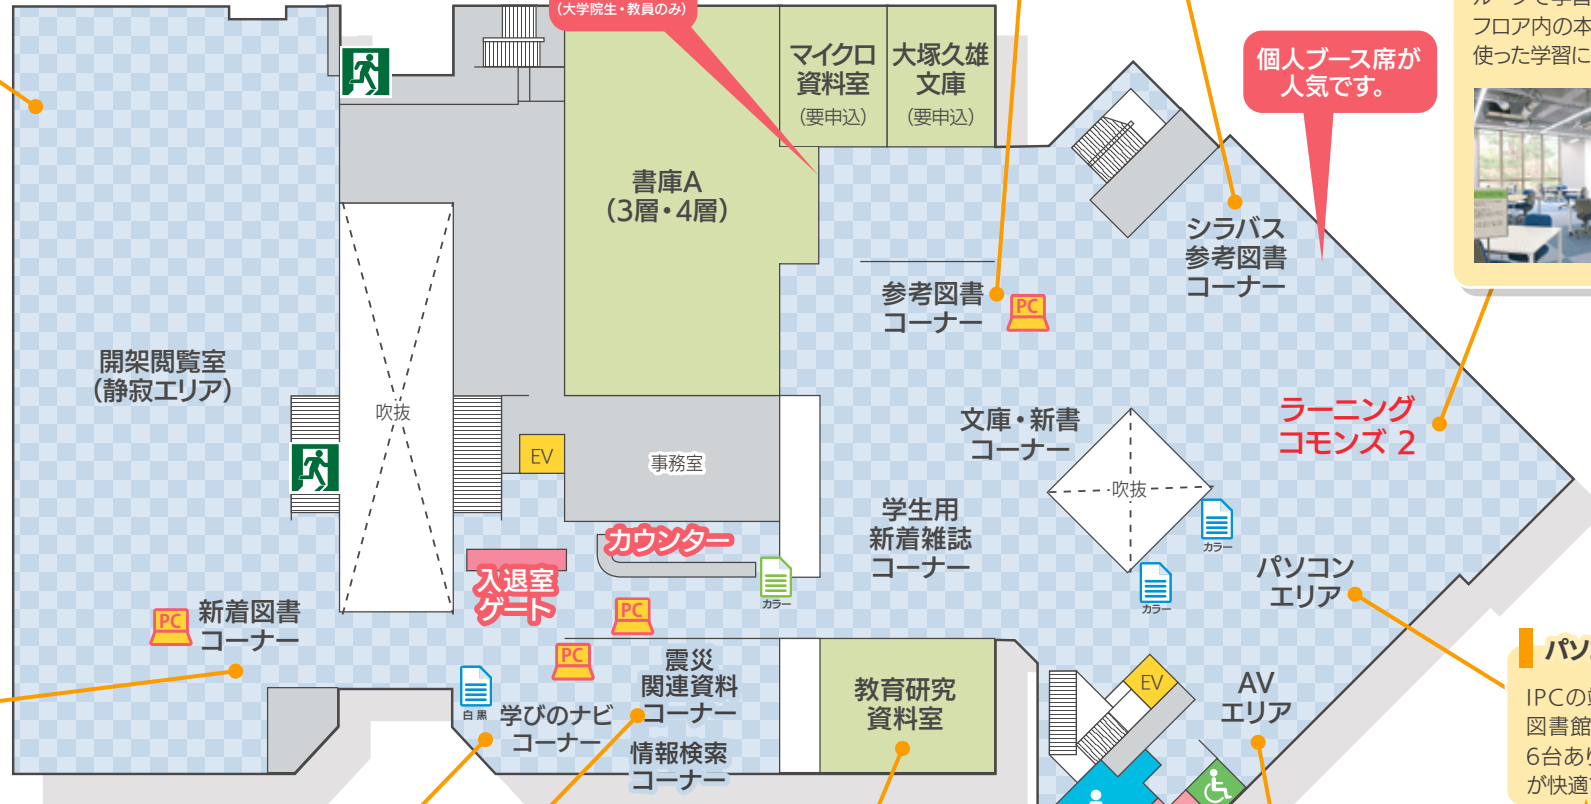 (大学院生・教員のみ)
マイクロ
資料室
(要申込)
大塚久雄
文庫
(要申込)
個人ブース席が
人気です。
フロア内の本
使った学習に
書庫A
(3層・4層)
シラバス
参考図書
コーナー
参考図書
コーナー
PC
開架閲覧室
(静寂エリア)
吹抜
EV
事務室
文庫・新書
コーナー
ラーニング
コモンズ 2
吹抜
学生用
新着雑誌
コーナー
カラー
カラー
カウンター
入退室
ゲート
カラー
パソコン
エリア
PC
新着図書
コーナー
PC
PC
白黒
学びのナビ
コーナー
震災
関連資料
コーナー
情報検索
コーナー
教育研究
資料室
EV
AV
エリア
パソ
IPCの
図書館
6台あ
が快適